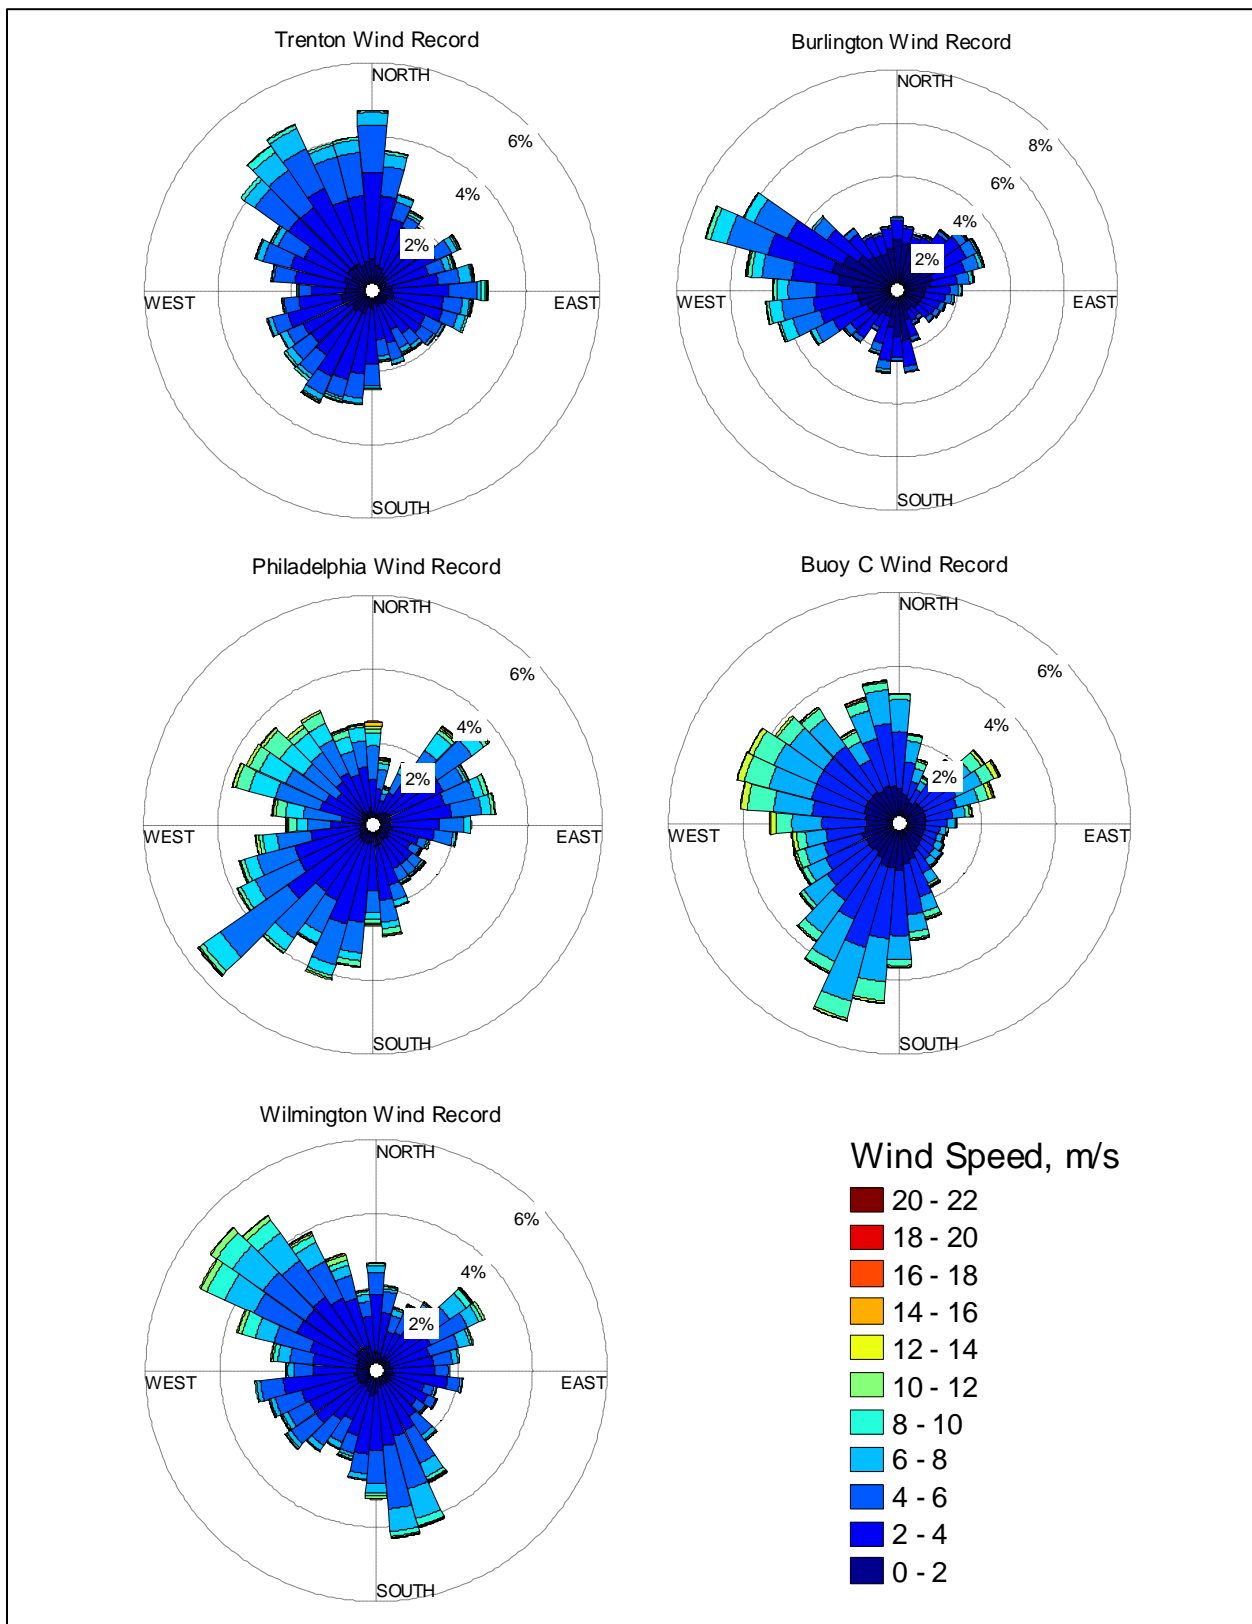 Trenton Wind Record
NORTH
6%
4%
2%
WEST
EAST
SOUTH
Burlington Wind Record
NORTH
8%
6%
4%
2%
WEST
EAST
SOUTH
Philadelphia Wind Record
NORTH
6%
4%
2%
WEST
EAST
SOUTH
Buoy C Wind Record
NORTH
6%
4%
2%
WEST
EAST
SOUTH
Wilmington Wind Record
NORTH
6%
4%
2%
WEST
EAST
SOUTH
Wind Speed, m/s
20 - 22
18 - 20
16 - 18
14 - 16
12 - 14
10 - 12
8 - 10
6 - 8
4 - 6
2 - 4
0 - 2